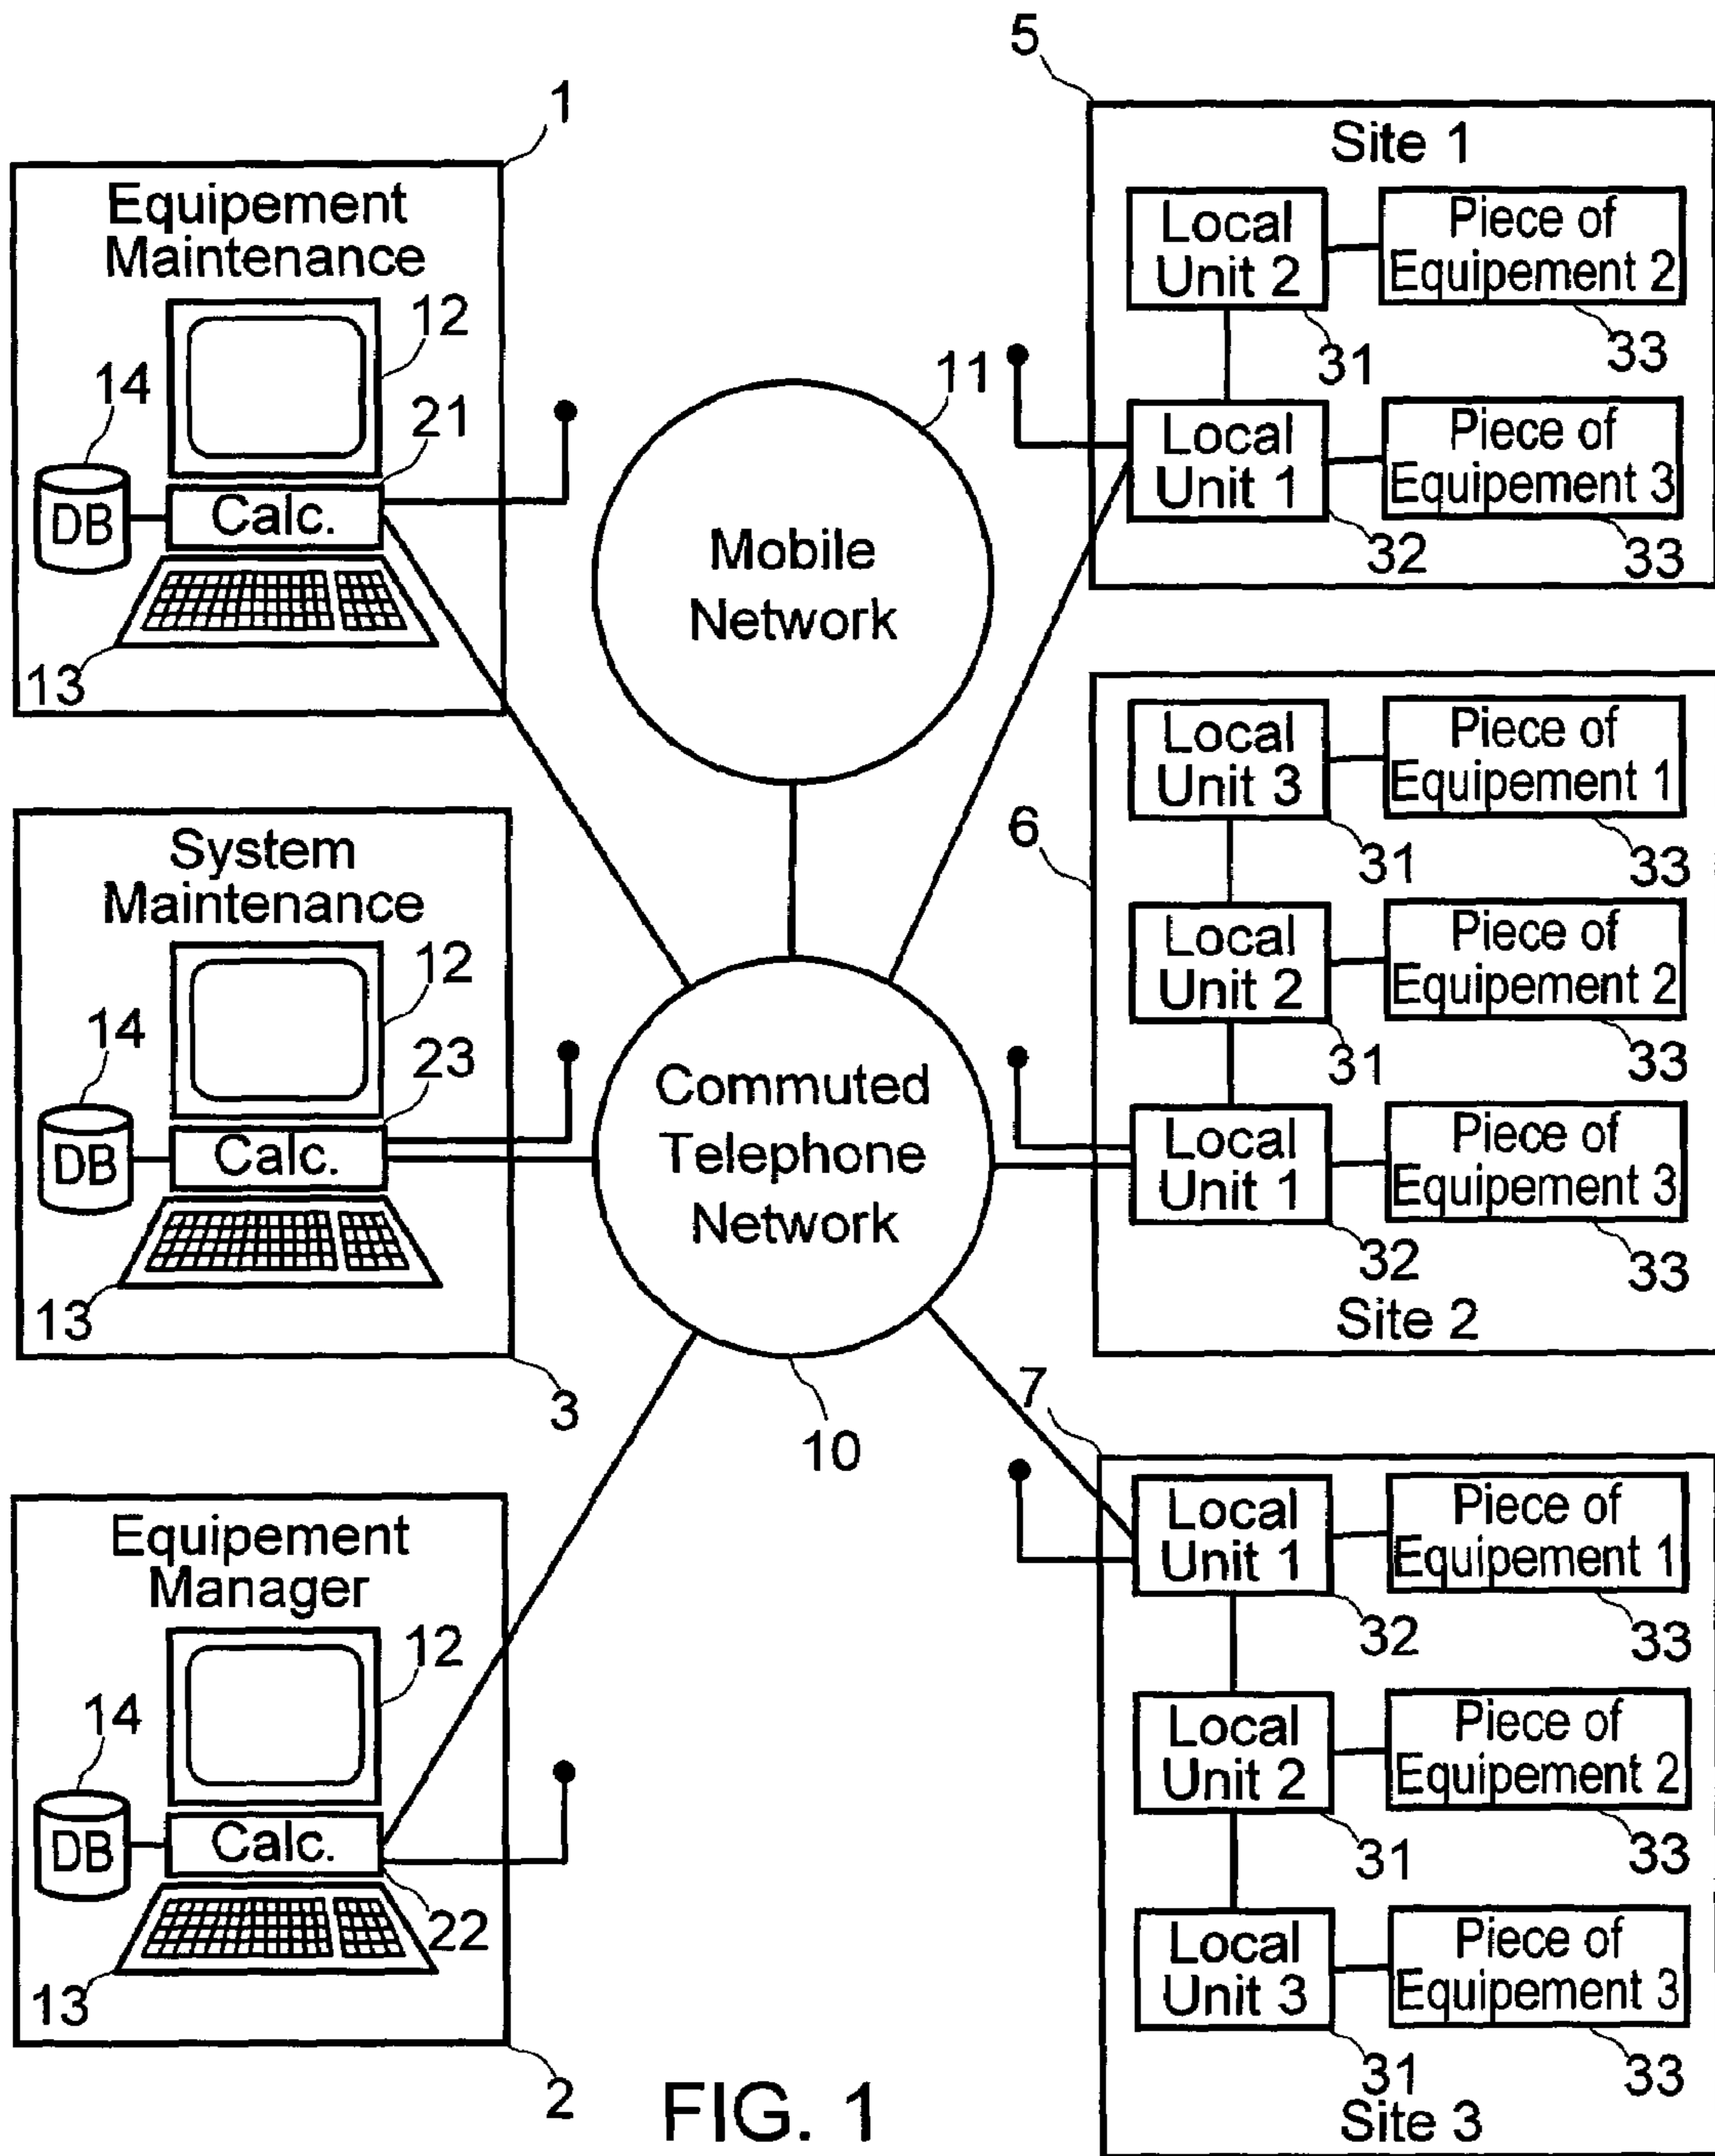 1
Equipement
Maintenance
12
14
21
DB
Calc.
13
System
Maintenance
12
14
23
DB
Calc.
13
3
Equipement
Manager
12
14
DB
Calc.
22
13
2
11
Mobile
Network
Commuted
Telephone
Network
10
5
Site 1
Local
Unit 2
Piece of
Equipement 2
31
33
Local
Unit 1
Piece of
Equipement 3
32
33
6
Local
Unit 3
Piece of
Equipement 1
31
33
Local
Unit 2
Piece of
Equipement 2
31
33
Local
Unit 1
Piece of
Equipement 3
32
33
Site 2
7
Local
Unit 1
Piece of
Equipement 1
32
33
Local
Unit 2
Piece of
Equipement 2
31
33
Local
Unit 3
Piece of
Equipement 3
31
33
Site 3
FIG. 1